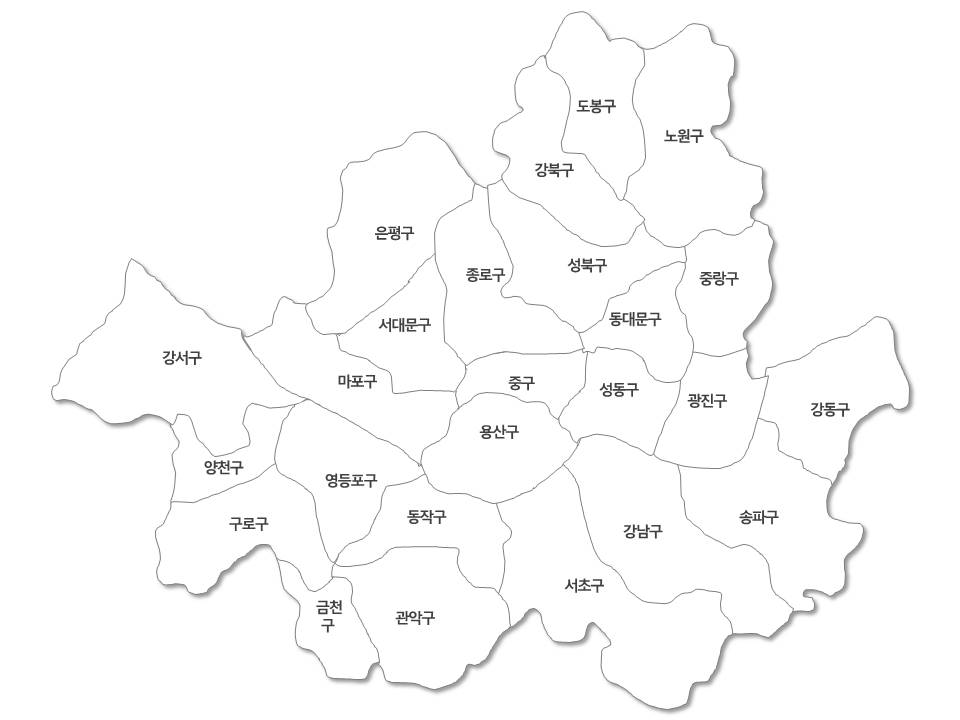 도봉구
노원구
강북구
은평구
성북구
종로구
중랑구
동대문구
서대문구
강서구
마포구
중구
성동구
광진구
강동구
용산구
양천구
영등포구
동작구
송파구
구로구
강남구
서초구
금천
구
관악구